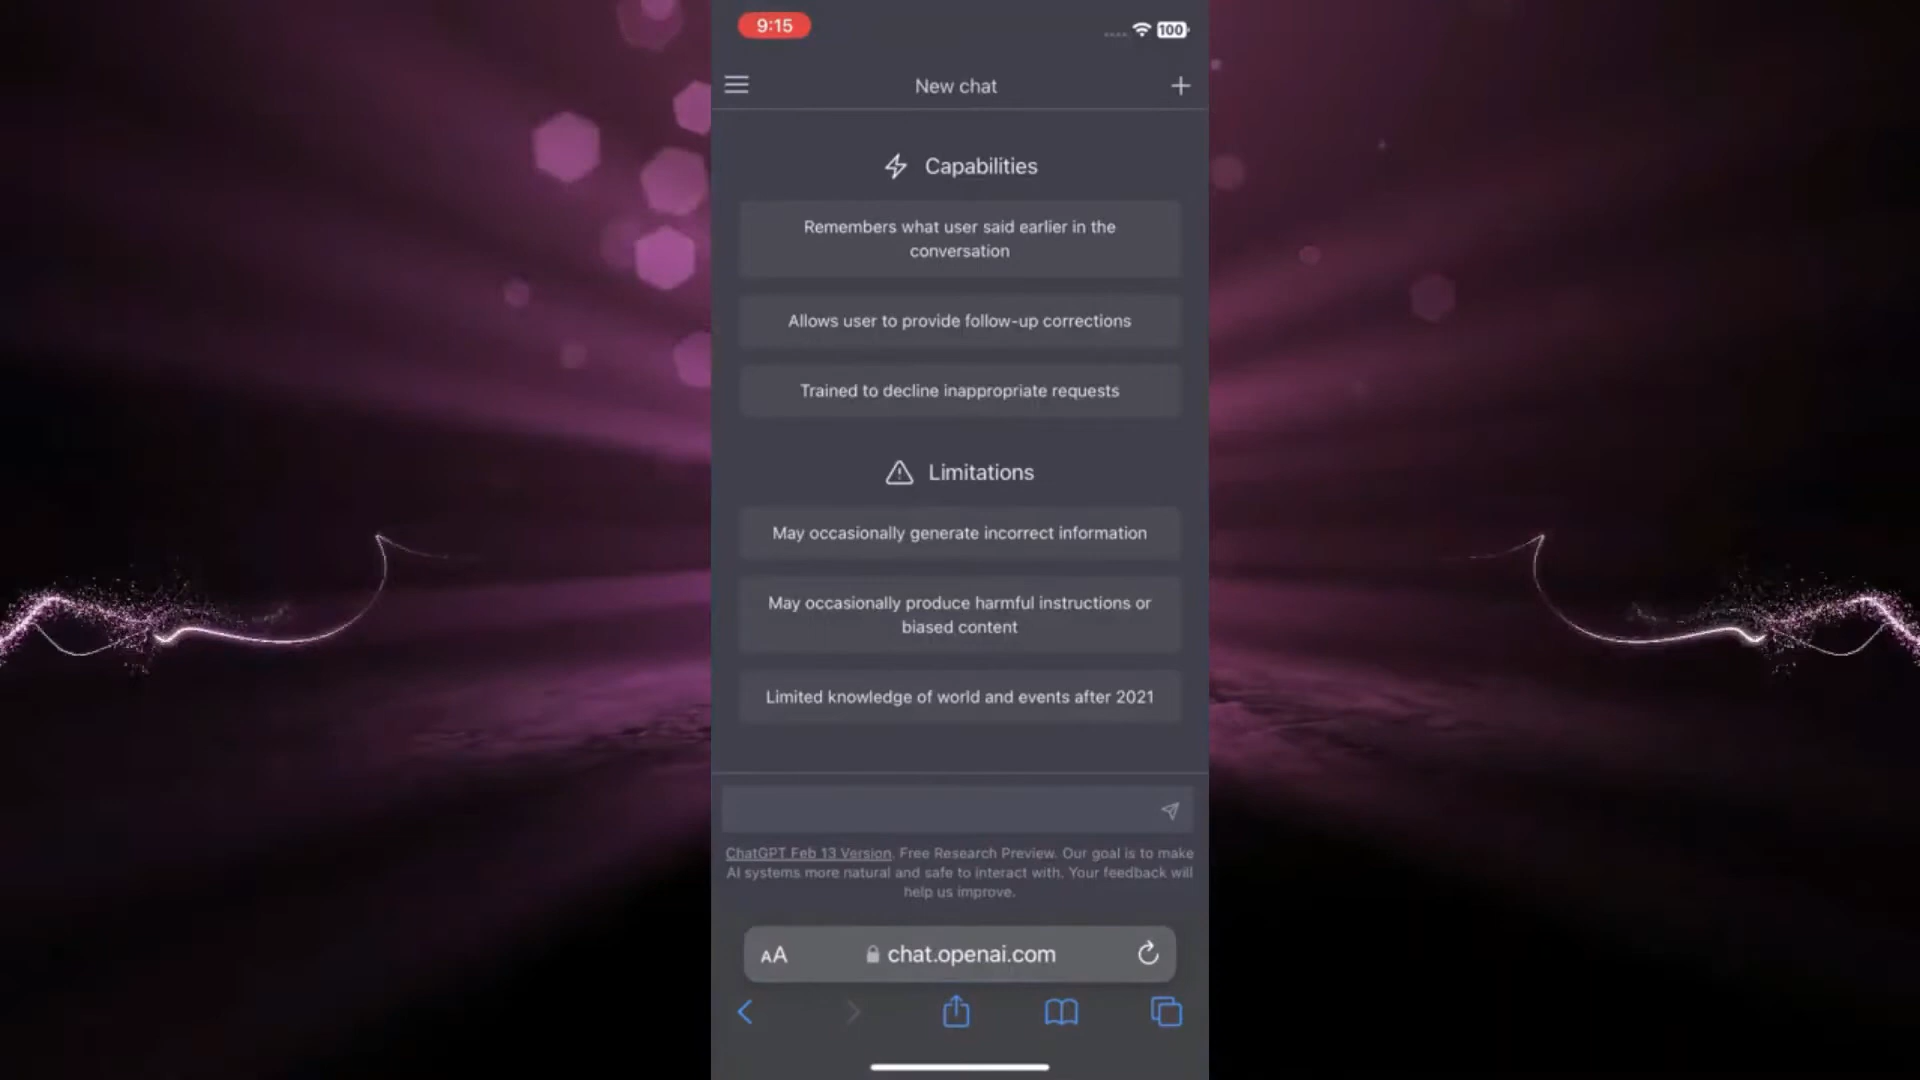 9:15
100
New chat
Capabilities
Remembers what user said earlier in the
conversation
Allows user to provide follow-up corrections
Trained to decline inappropriate requests
Limitations
May occasionally generate incorrect information
May occasionally produce harmful instructions or
biased content
Limited knowledge of world and events after 2021
ChatGPT Feb 13 Version. Free Research Preview. Our goal is to make
AI systems more natural and safe to interact with. Your feedback will
help us improve.
AA chat.openai.com